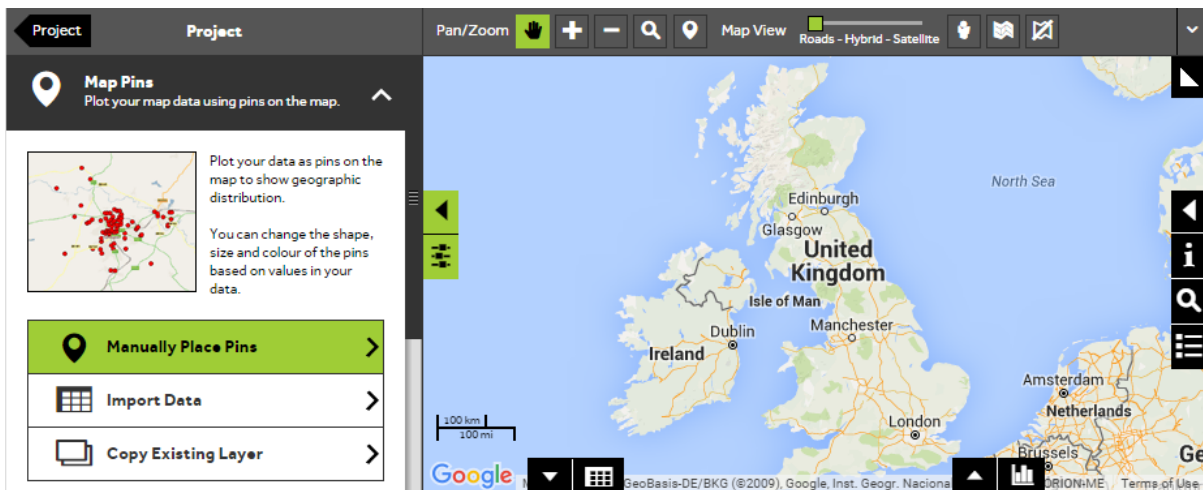 Project
Project
Map Pins
Plot your map data using pins on the map.
Plot your data as pins on the
map to show geographic
distribution.
You can change the shape,
size and colour of the pins
based on values in your
data.
Manually Place Pins
Import Data
Copy Existing Layer
Pan/Zoom
Map View
Roads - Hybrid - Satellite
North Sea
Edinburgh
Glasgow
United
Kingdom
Isle of Man
Dublin
Manchester
Ireland
Amsterdam
Netherlands
London
Brussels
Ge
100 km
100 mi
Google
GeoBasis-DE/BKG (©2009), Google, Inst. Geogr. Nacional
ORION-ME
Terms of Use